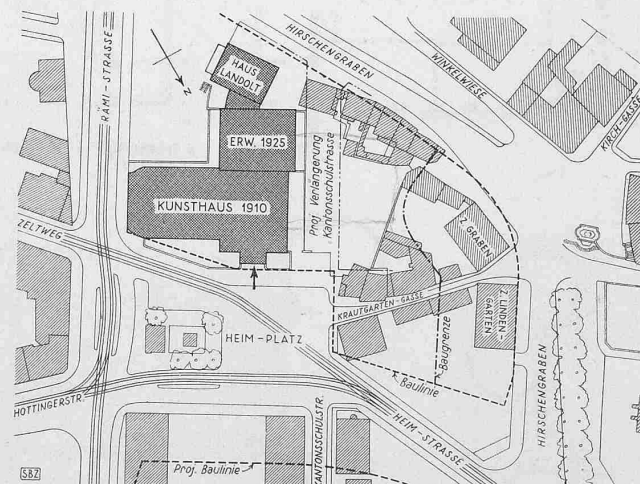 RÄMI-STRASSE
HIRSCHENGRABEN
WINKELWIESE
KIRCH-GASSE
HAUS
LANDOLT
N
ERW. 1925
KUNSTHAUS 1910
Proj. Verlängerung
Kantonsschulstrasse
ZELTWEG
Z. GRABEN
Z. LINDEN-
GARTEN
KRAUTGARTEN-GASSE
HEIM-PLATZ
Baulinie
Baugrenze
HIRSCHENGRABEN
HOTTINGERSTR.
KANTONSSCHULSTR.
HEIM-STRASSE
Proj. Baulinie
SBZ